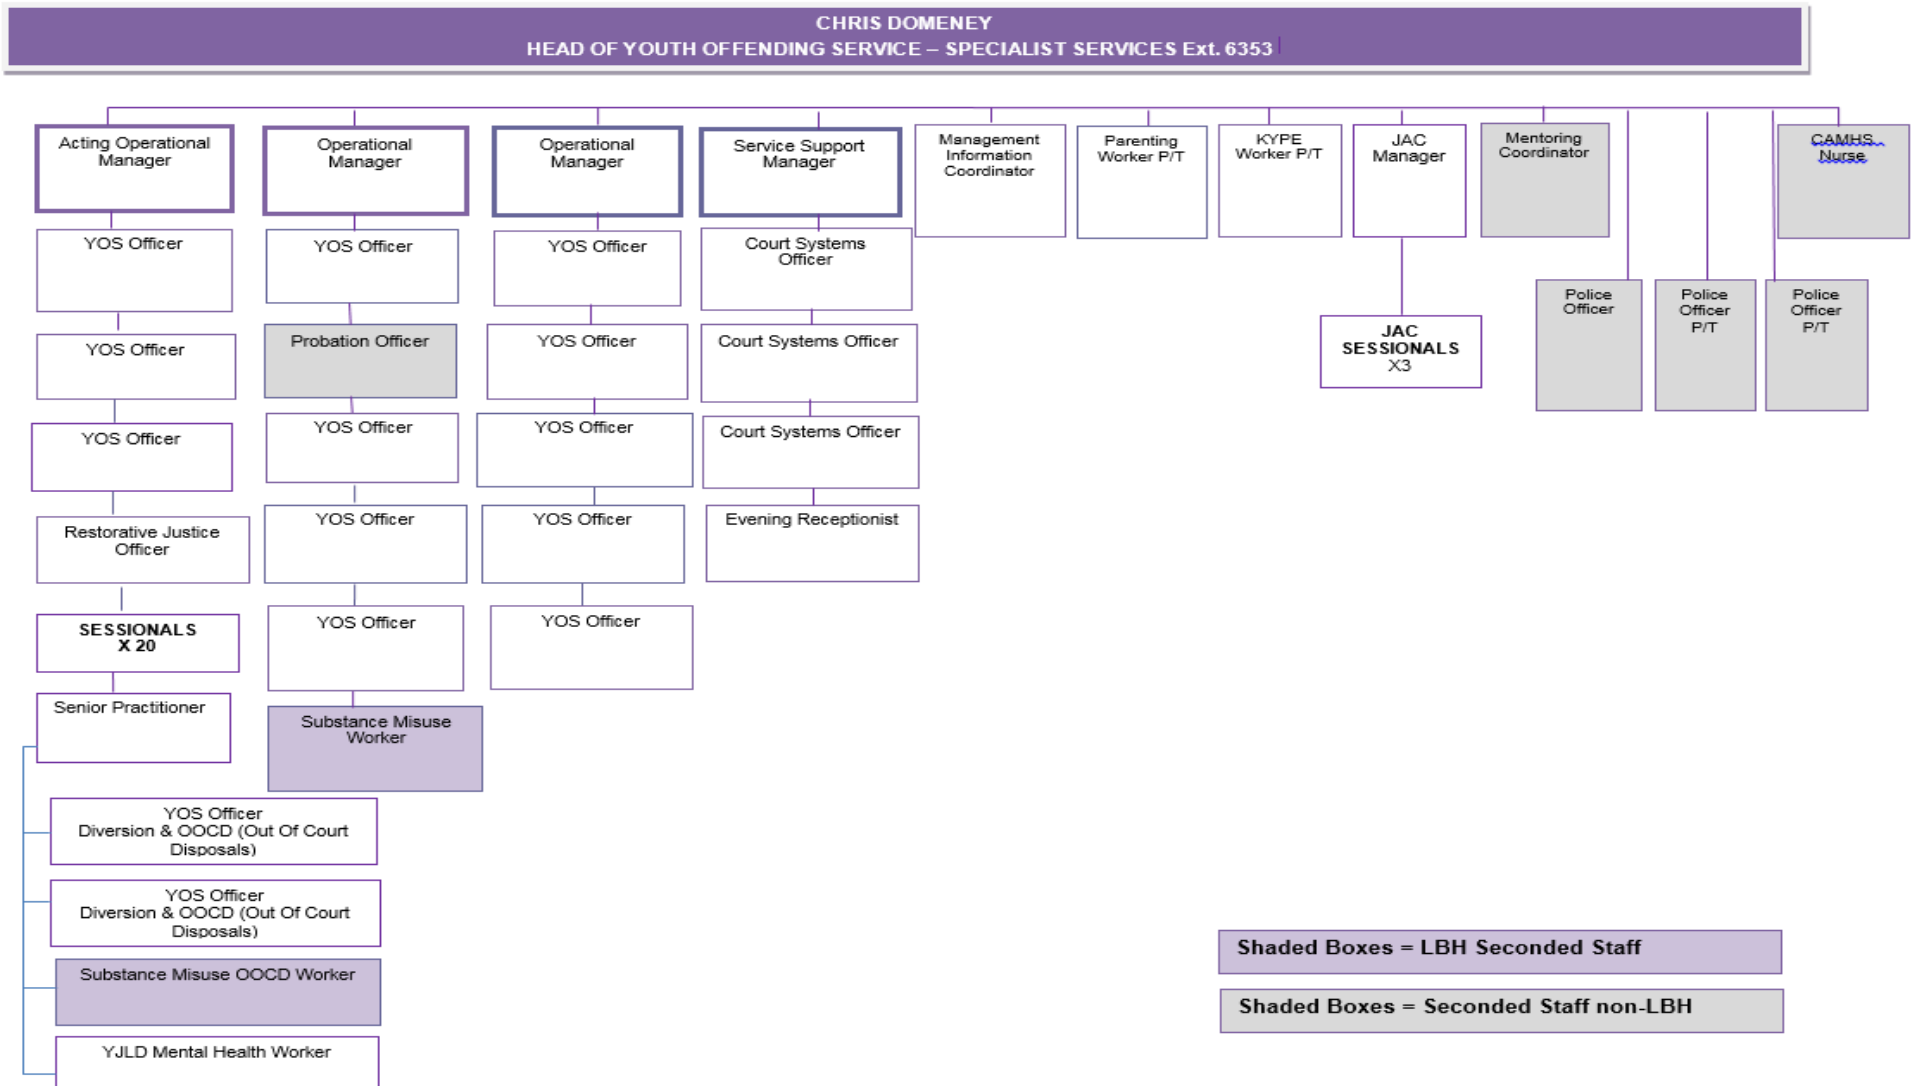 CHRIS DOMENEY
HEAD OF YOUTH OFFENDING SERVICE – SPECIALIST SERVICES Ext. 6353
Acting Operational
Manager
Operational
Manager
Operational
Manager
Service Support
Manager
Management
Information
Coordinator
Parenting
Worker P/T
KYPE
Worker P/T
JAC
Manager
Mentoring
Coordinator
CAMHS
Nurse
YOS Officer
YOS Officer
YOS Officer
Court Systems
Officer
Police
Officer
Police
Officer
P/T
Police
Officer
P/T
YOS Officer
Probation Officer
YOS Officer
Court Systems Officer
JAC
SESSIONALS
X3
YOS Officer
YOS Officer
YOS Officer
Court Systems Officer
Restorative Justice
Officer
YOS Officer
YOS Officer
Evening Receptionist
SESSIONALS
X 20
YOS Officer
YOS Officer
Senior Practitioner
Substance Misuse
Worker
YOS Officer
Diversion & OOCD (Out Of Court
Disposals)
YOS Officer
Diversion & OOCD (Out Of Court
Disposals)
Substance Misuse OOCD Worker
YJLD Mental Health Worker
Shaded Boxes = LBH Seconded Staff
Shaded Boxes = Seconded Staff non-LBH